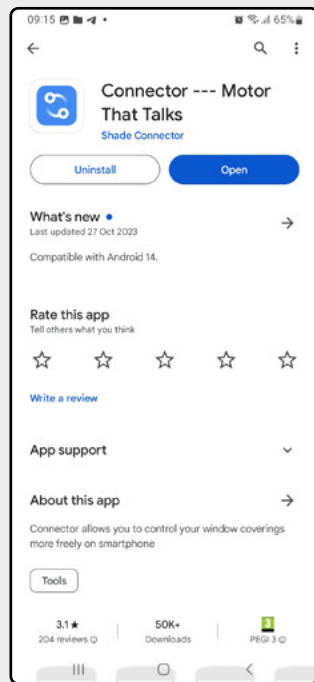 09:15 65%
Connector --- Motor
That Talks
Shade Connector
Uninstall Open
What's new
Last updated 27 Oct 2023
Compatible with Android 14.
Rate this app
Tell others what you think
Write a review
App support
About this app
Connector allows you to control your window coverings
more freely on smartphone
Tools
3.1★ 50K+ 3
204 reviews Downloads PEGI 3